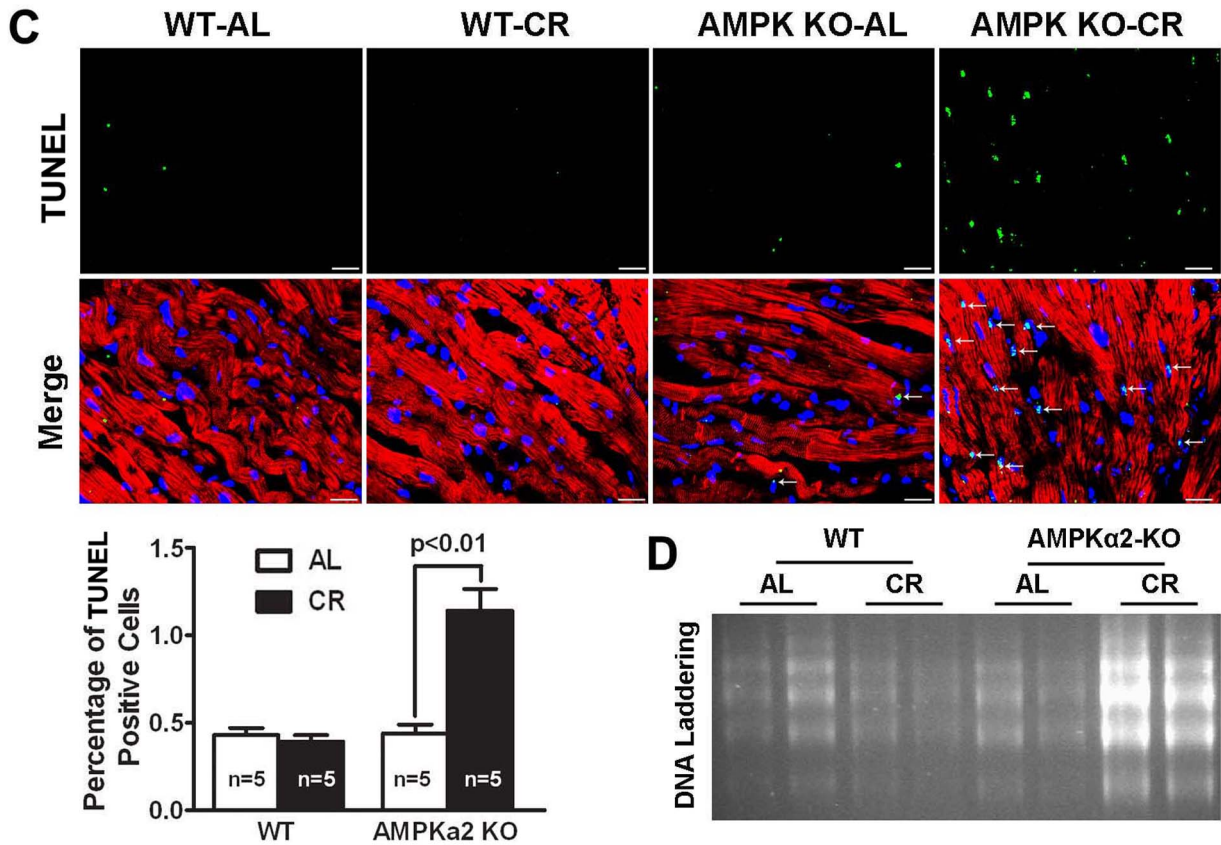 C
WT-AL WT-CR AMPK KO-AL AMPK KO-CR
TUNEL
Merge
Percentage of TUNEL
Positive Cells
1.5
1.0
0.5
0.0
AL
CR
p<0.01
n=5 n=5 n=5 n=5
WT AMPKa2 KO
D
WT AMPKα2-KO
AL CR AL CR
DNA Laddering